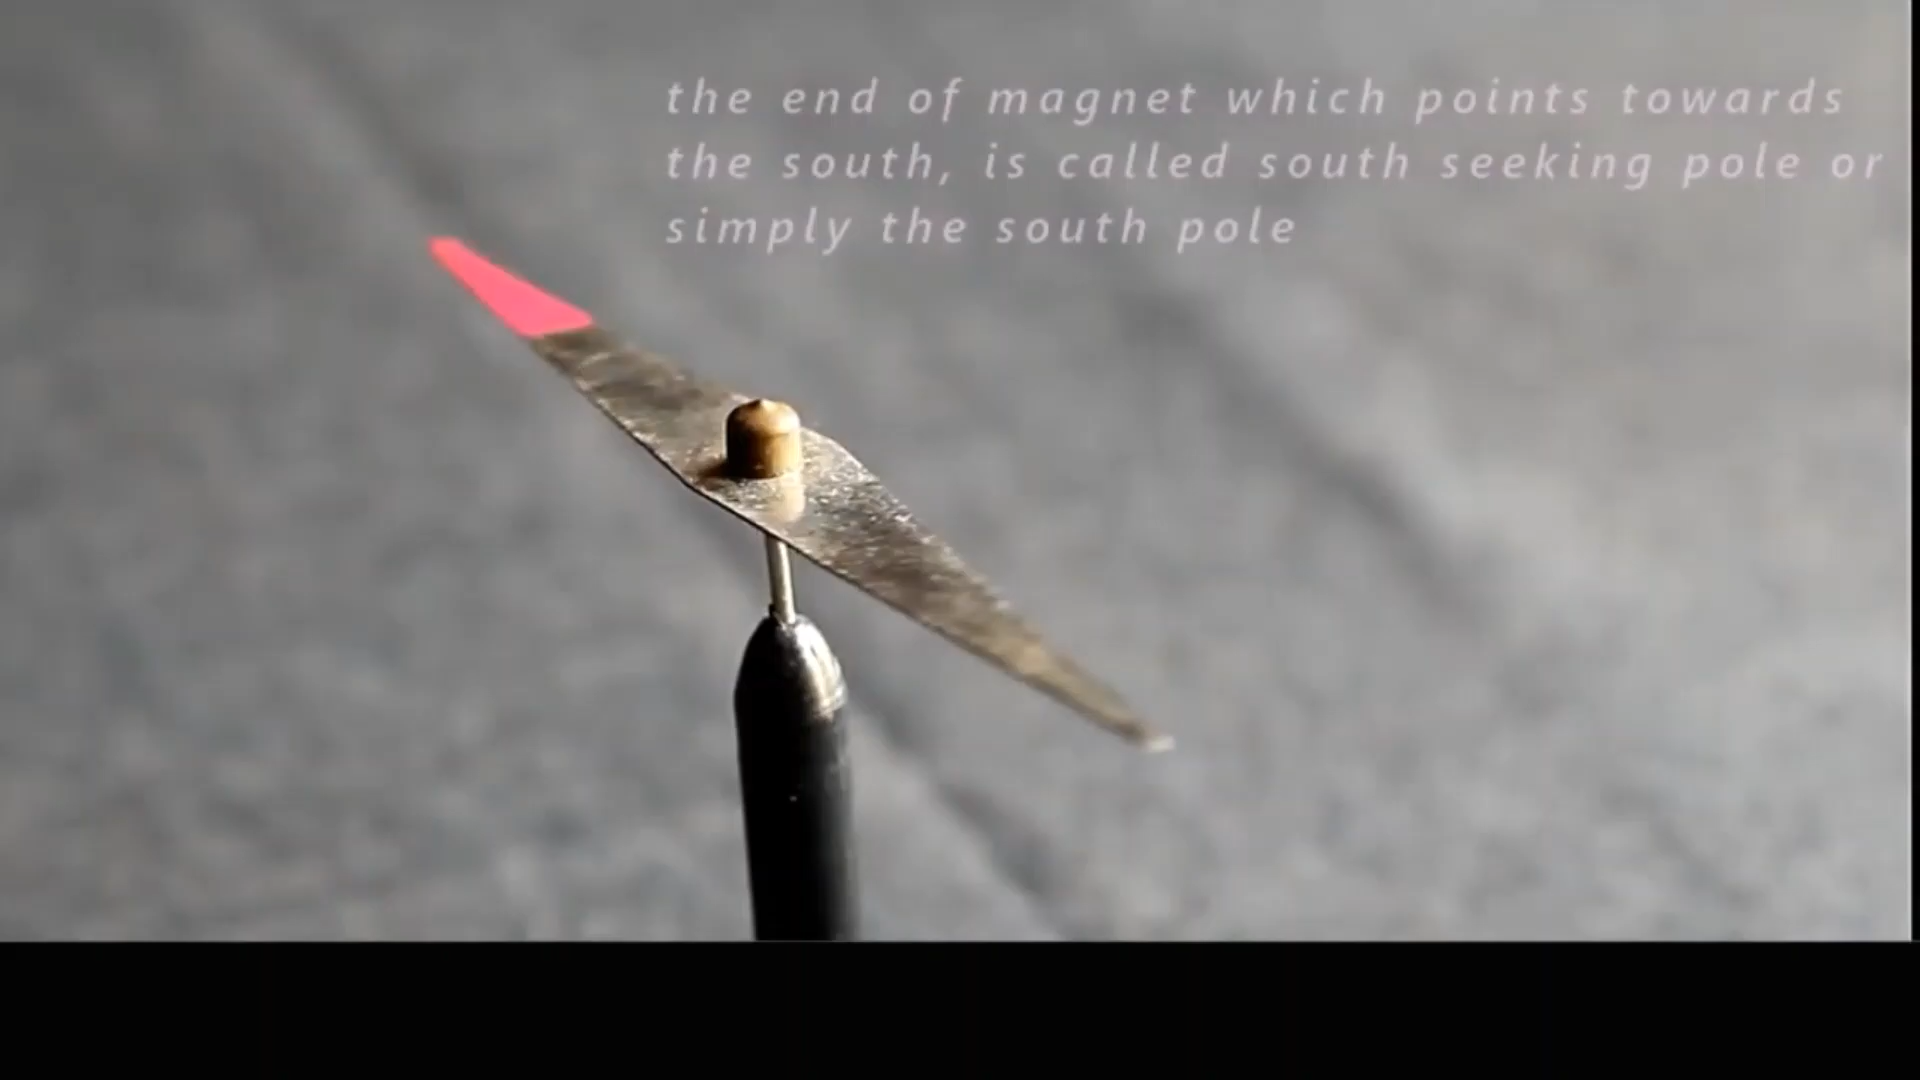 the end of magnet which points towards
the south, is called south seeking pole or
simply the south pole